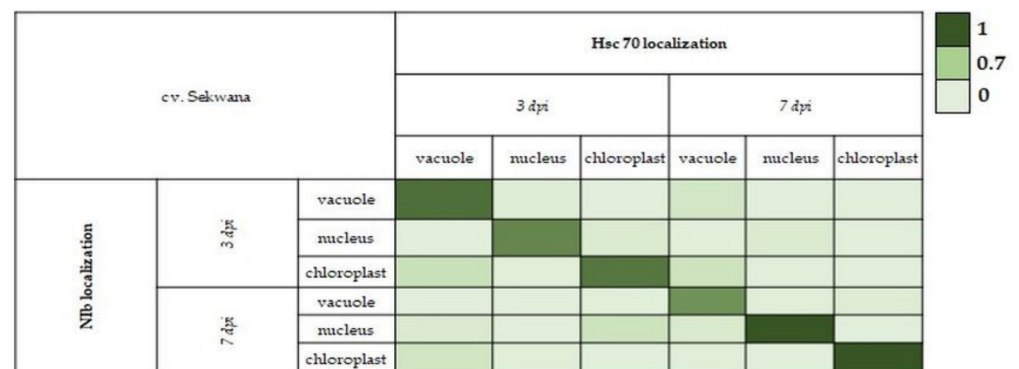 Hsc 70 localization
1
0.7
0
cv. Sekwana
3 dpi
7 dpi
vacuole nucleus chloroplast vacuole nucleus chloroplast
NIb localization
3 dpi
vacuole
nucleus
chloroplast
7 dpi
vacuole
nucleus
chloroplast